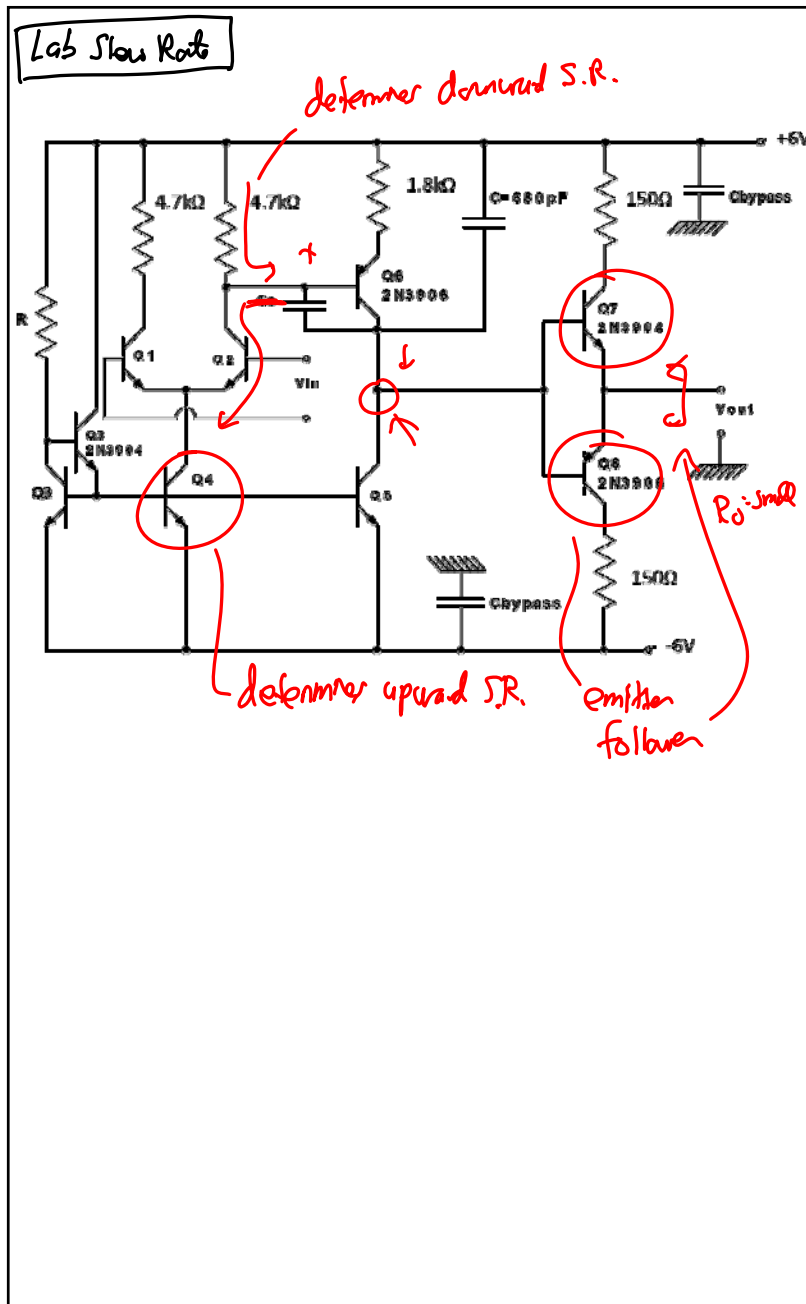 Lab Slew Rate
determines downward S.R.
+6V
4.7kΩ
4.7kΩ
1.8kΩ
C=680pF
150Ω
Cbypass
+
Q6
2N3906
Q7
2N3904
R
Q1
Q2
Vin
Vout
Q3
2N3904
Q3
Q4
Q5
Q8
2N3906
Ro=small
150Ω
Cbypass
-6V
determines upward S.R.
emitter
follower